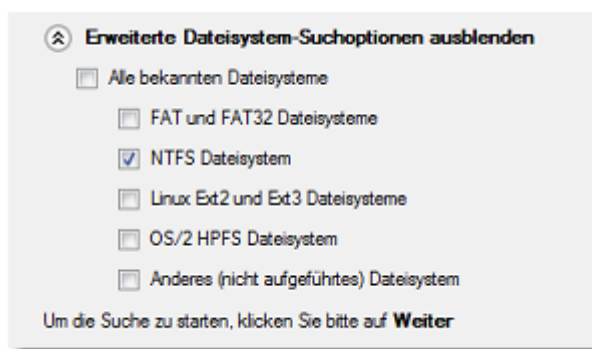 Erweiterte Dateisystem-Suchoptionen ausblenden
Alle bekannten Dateisysteme
FAT und FAT32 Dateisysteme
NTFS Dateisystem
Linux Ext2 und Ext3 Dateisysteme
OS/2 HPFS Dateisystem
Anderes (nicht aufgeführtes) Dateisystem
Um die Suche zu starten, klicken Sie bitte auf Weiter